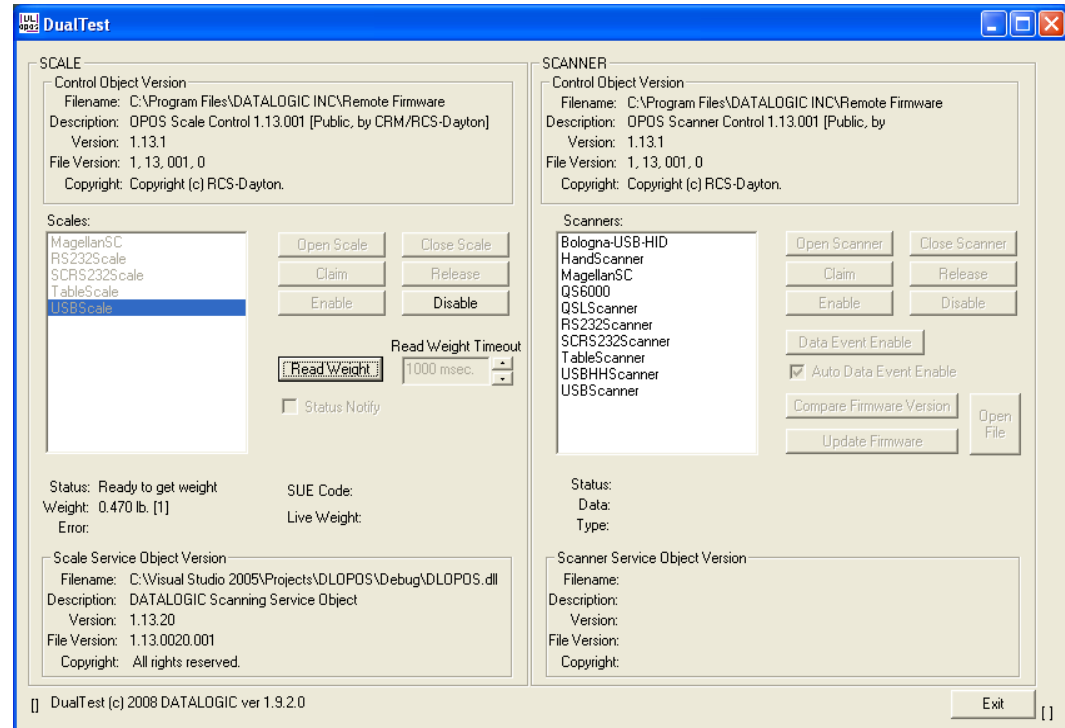 JUL opos DualTest
SCALE
Control Object Version
Filename: C:\Program Files\DATALOGIC INC\Remote Firmware
Description: OPOS Scale Control 1.13.001 [Public, by CRM/RCS-Dayton]
Version: 1.13.1
File Version: 1, 13, 001, 0
Copyright: Copyright (c) RCS-Dayton.
Scales:
MagellanSC
RS232Scale
SCRS232Scale
TableScale
USBScale
Open Scale Close Scale
Claim Release
Enable Disable
Read Weight Timeout
Read Weight 1000 msec.
Status Notify
Status: Ready to get weight
Weight: 0.470 lb. [1]
Error:
SUE Code:
Live Weight:
Scale Service Object Version
Filename: C:\Visual Studio 2005\Projects\DLOPOS\Debug\DLOPOS.dll
Description: DATALOGIC Scanning Service Object
Version: 1.13.20
File Version: 1.13.0020.001
Copyright: All rights reserved.
SCANNER
Control Object Version
Filename: C:\Program Files\DATALOGIC INC\Remote Firmware
Description: OPOS Scanner Control 1.13.001 [Public, by
Version: 1.13.1
File Version: 1, 13, 001, 0
Copyright: Copyright (c) RCS-Dayton.
Scanners:
Bologna-USB-HID
HandScanner
MagellanSC
QS6000
QSLScanner
RS232Scanner
SCRS232Scanner
TableScanner
USBHHScanner
USBScanner
Open Scanner Close Scanner
Claim Release
Enable Disable
Data Event Enable
Auto Data Event Enable
Compare Firmware Version
Update Firmware
Open
File
Status:
Data:
Type:
Scanner Service Object Version
Filename:
Description:
Version:
File Version:
Copyright:
[] DualTest (c) 2008 DATALOGIC ver 1.9.2.0
Exit [ ]